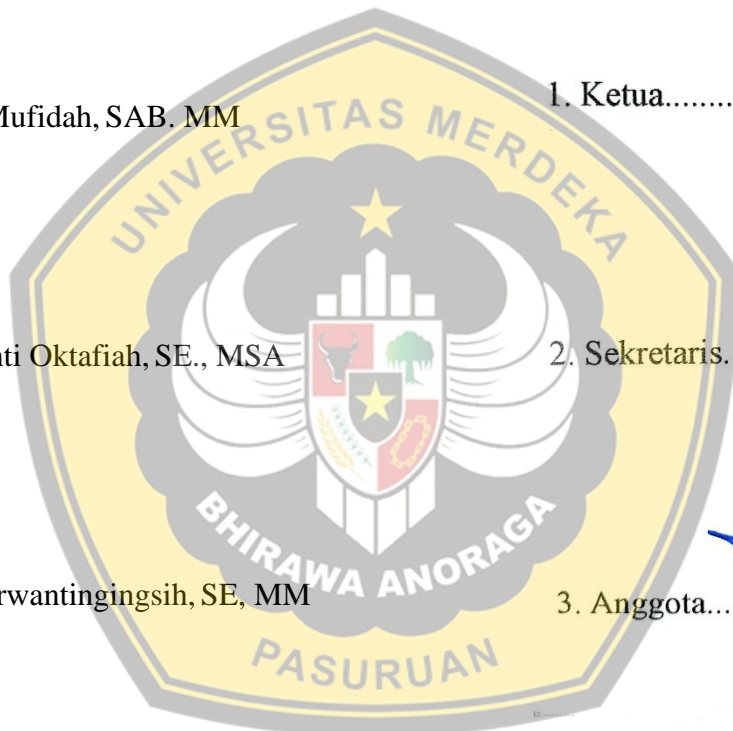 Mufidah, SAB. MM
1. Ketua........
UNIVERSITAS MERDEKA
ti Oktafiah, SE., MSA
2. Sekretaris.
BHIRAWA ANORAGA
rwantingingsih, SE, MM
3. Anggota...
PASURUAN